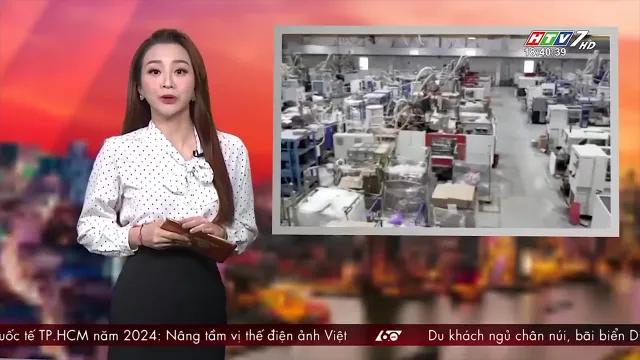 HTV7 HD
18:40:39
uốc tế TP.HCM năm 2024: Nâng tầm vị thế điện ảnh Việt
Du khách ngủ chân núi, bãi biển D